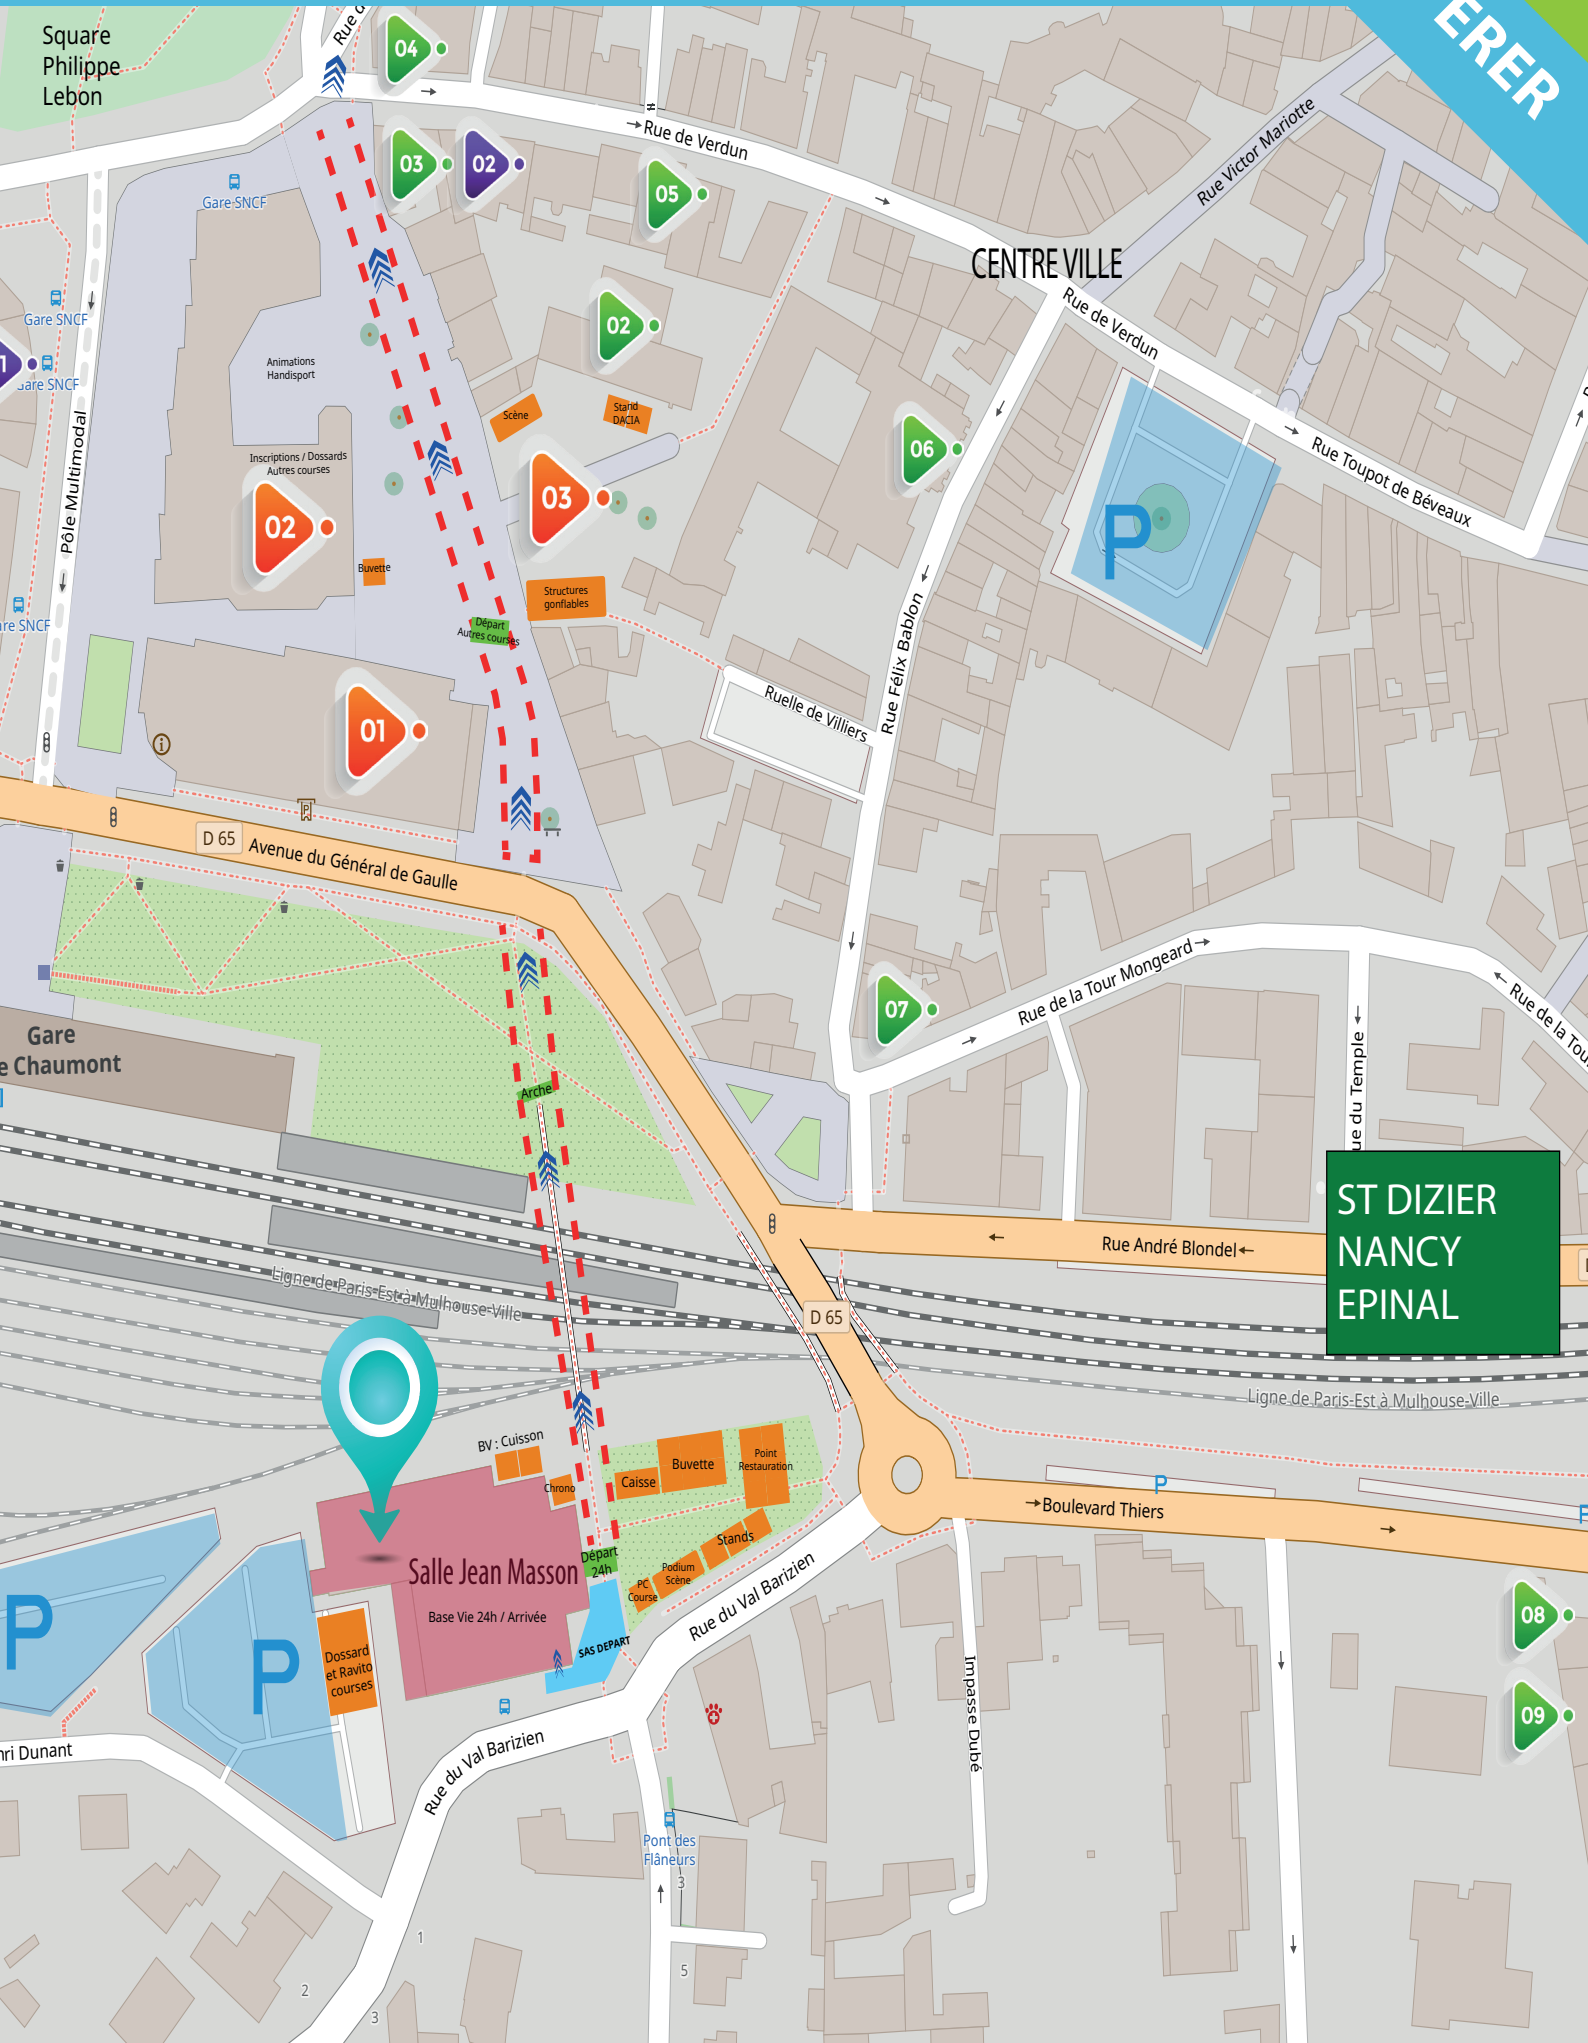 ERER
Square
Philippe
Lebon
04
Rue de Verdun
03
02
05
Gare SNCF
Rue Victor Mariotte
CENTRE VILLE
Gare SNCF
02
Rue de Verdun
Animations
Handisport
Gare SNCF
Scène
Stand
DACIA
06
Rue Toupot de Béveaux
Inscriptions / Dossards
Autres courses
Pôle Multimodal
02
03
P
Buvette
Structures
gonflables
Départ
Autres courses
Rue Félix Bablon
Ruelle de Villiers
01
D 65
Avenue du Général de Gaulle
Rue de la Tour Mongeard
07
Gare
Chaumont
Arche
ST DIZIER
NANCY
EPINAL
Rue André Blondel
Ligne de Paris-Est à Mulhouse-Ville
D 65
Ligne de Paris-Est à Mulhouse-Ville
BV : Cuisson
Chrono
Caisse
Buvette
Point
Restauration
P
Boulevard Thiers
Stands
Départ
24h
Podium
Scène
PC
Course
Salle Jean Masson
Base Vie 24h / Arrivée
SAS DEPART
Rue du Val Barizien
P
P
Dossard
et Ravito
courses
08
09
Impasse Dubé
Rue du Val Barizien
Pont des
Flâneurs
3
1
5
2
3